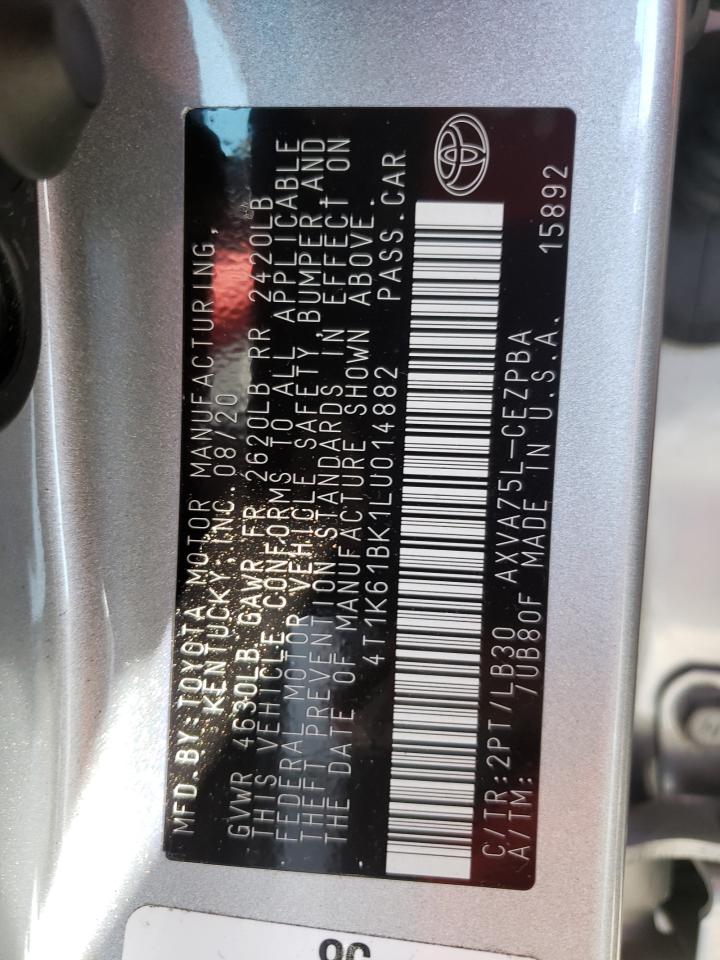 MFD.BY:TOYOTA MOTOR MANUFACTURING,
KENTUCKY, INC. 08/20
GVWR 4630LB GAWR FR 2620LB RR 2420LB
THIS VEHICLE CONFORMS TO ALL APPLICABLE
FEDERAL MOTOR VEHICLE SAFETY, BUMPER, AND
THEFT PREVENTION STANDARDS IN EFFECT ON
THE DATE OF MANUFACTURE SHOWN ABOVE.
4T1K61BK1LU014882 PASS.CAR
C/TR:2PT/LB30 AXVA75L-CEZPBA
A/TM: 7UB80F MADE IN U.S.A. 15892